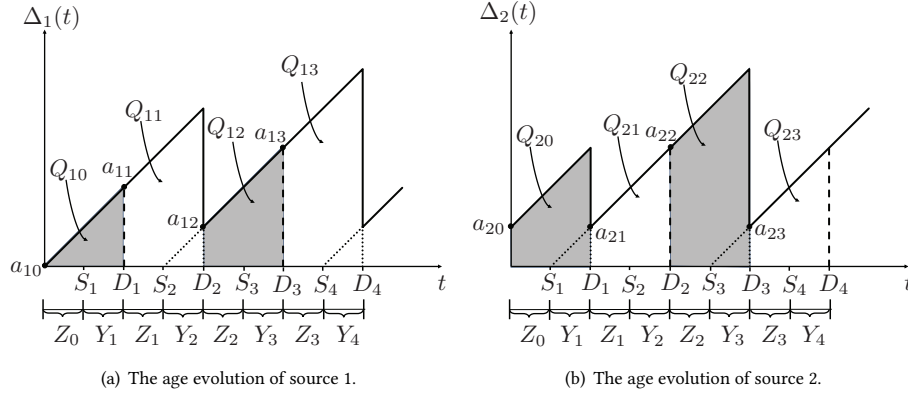 Δ₁(t)
Q₁₃
Q₁₁
Q₁₂
a₁₃
Q₁₀
a₁₁
a₁₂
a₁₀
S₁ D₁ S₂ D₂ S₃ D₃ S₄ D₄ t
Z₀ Y₁ Z₁ Y₂ Z₂ Y₃ Z₃ Y₄
(a) The age evolution of source 1.
Δ₂(t)
Q₂₂
Q₂₀
Q₂₁
a₂₂
Q₂₃
a₂₀
a₂₁
a₂₃
S₁ D₁ S₂ D₂ S₃ D₃ S₄ D₄ t
Z₀ Y₁ Z₁ Y₂ Z₂ Y₃ Z₃ Y₄
(b) The age evolution of source 2.